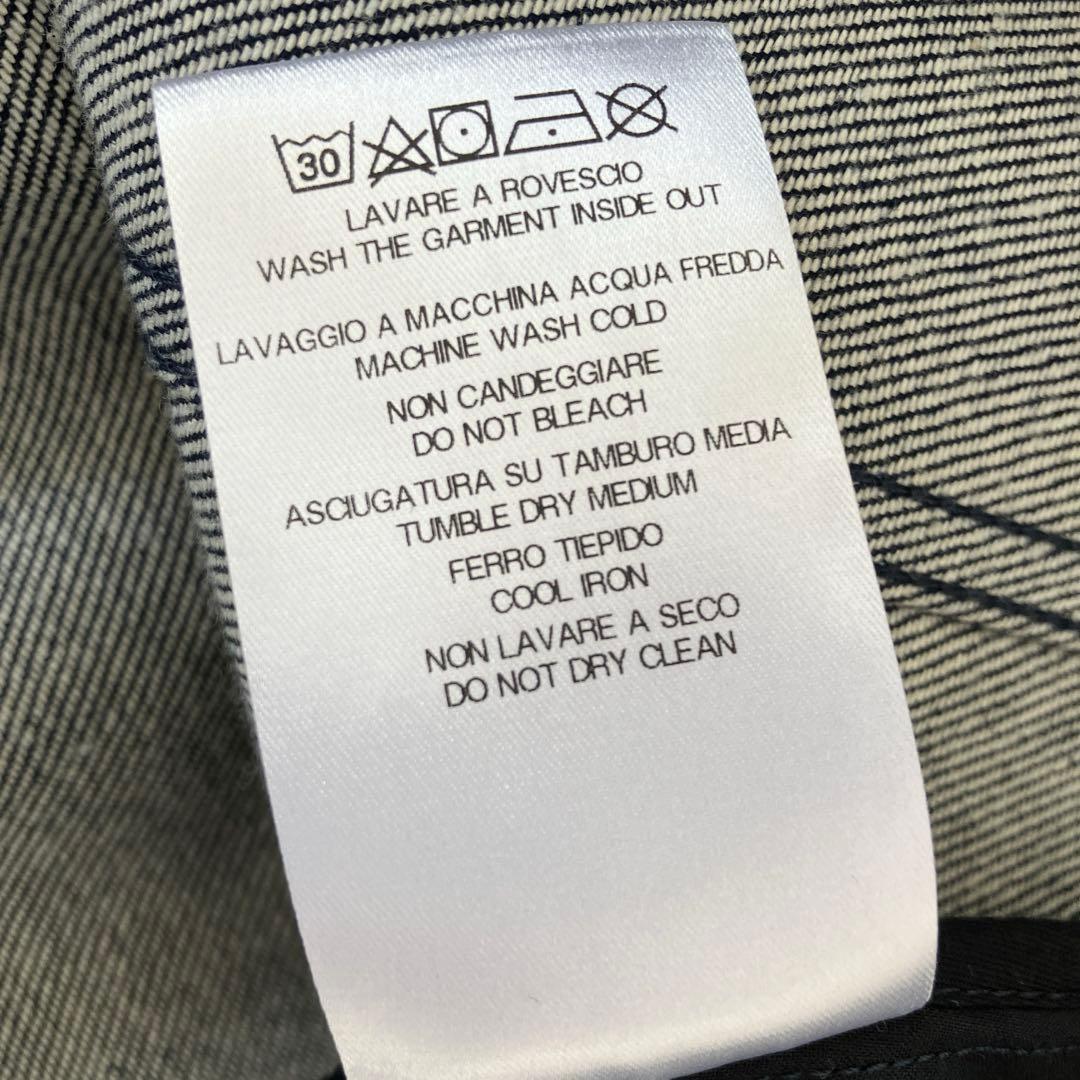 30
LAVARE A ROVESCIO
WASH THE GARMENT INSIDE OUT
LAVAGGIO A MACCHINA ACQUA FREDDA
MACHINE WASH COLD
NON CANDEGGIARE
DO NOT BLEACH
ASCIUGATURA SU TAMBURO MEDIA
TUMBLE DRY MEDIUM
FERRO TIEPIDO
COOL IRON
NON LAVARE A SECO
DO NOT DRY CLEAN